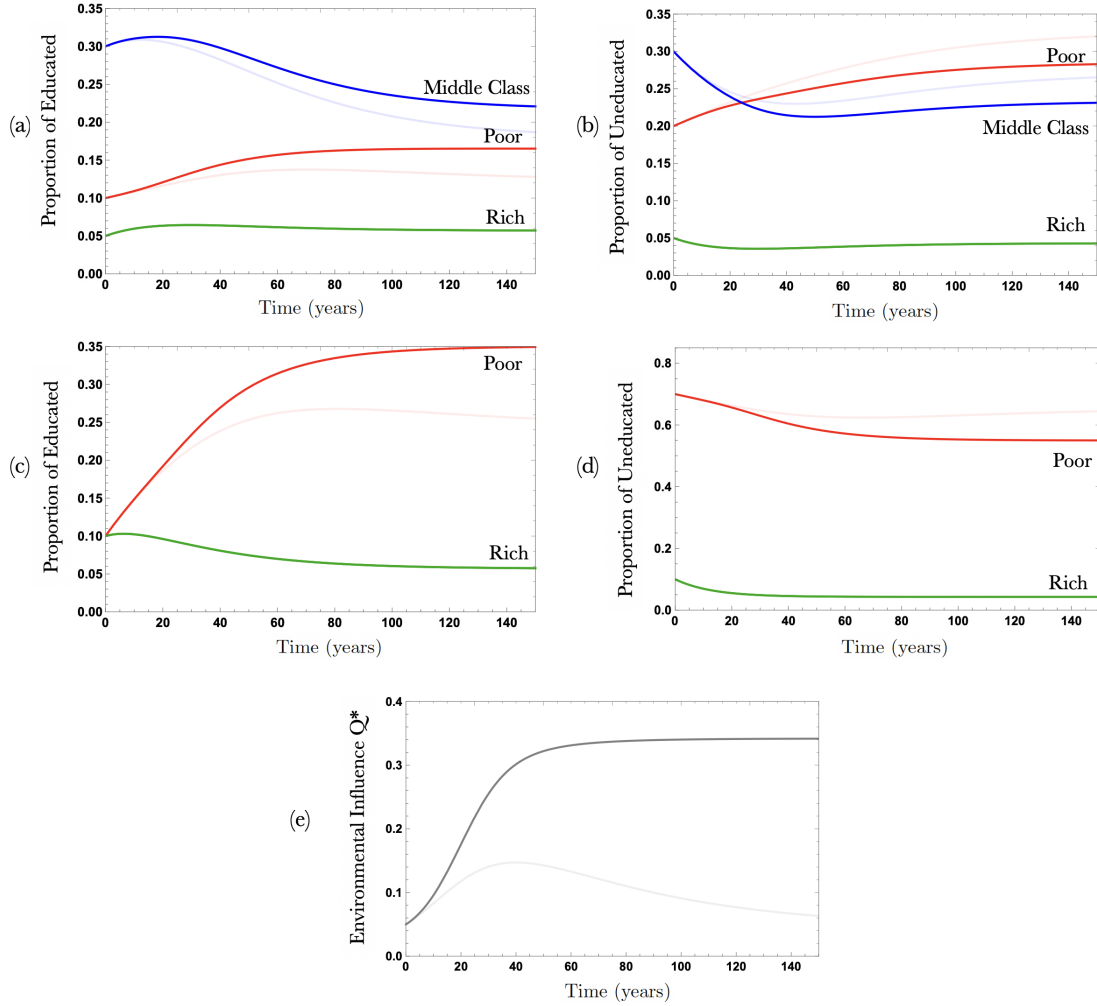 (a)
Proportion of Educated
0.35
0.30
0.25
0.20
0.15
0.10
0.05
0.00
Middle Class
Poor
Rich
0 20 40 60 80 100 120 140
Time (years)
(b)
Proportion of Uneducated
0.35
0.30
0.25
0.20
0.15
0.10
0.05
0.00
Poor
Middle Class
Rich
0 20 40 60 80 100 120 140
Time (years)
(c)
Proportion of Educated
0.35
0.30
0.25
0.20
0.15
0.10
0.05
0.00
Poor
Rich
0 20 40 60 80 100 120 140
Time (years)
(d)
Proportion of Uneducated
0.8
0.6
0.4
0.2
0.0
Poor
Rich
0 20 40 60 80 100 120 140
Time (years)
(e)
Environmental Influence Q*
0.4
0.3
0.2
0.1
0.0
0 20 40 60 80 100 120 140
Time (years)